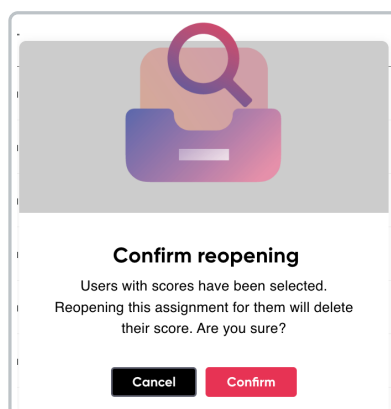 Confirm reopening
Users with scores have been selected.
Reopening this assignment for them will delete
their score. Are you sure?
Cancel
Confirm